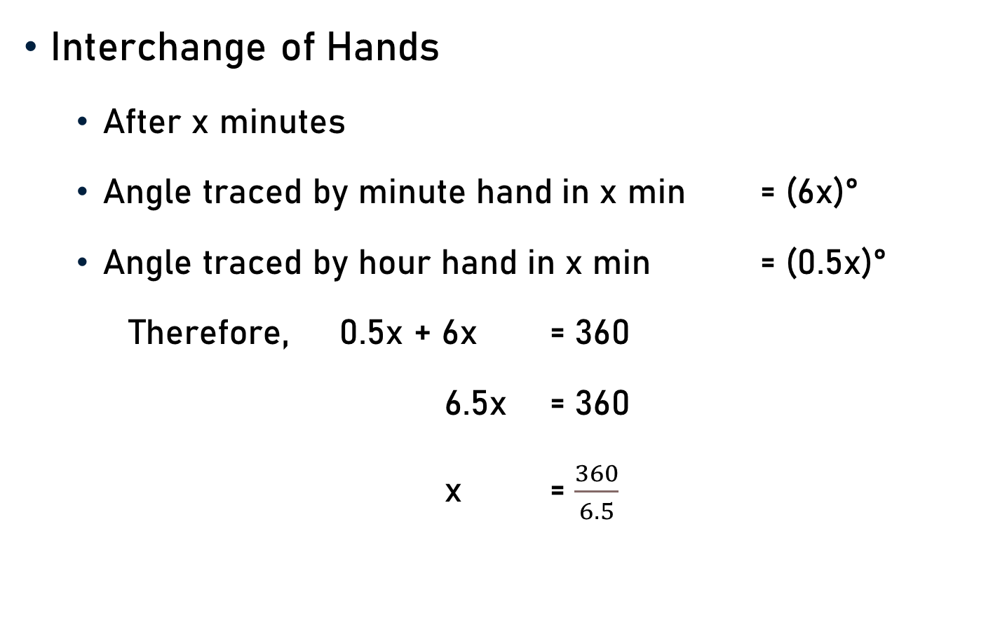 • Interchange of Hands
• After x minutes
• Angle traced by minute hand in x min = (6x)°
• Angle traced by hour hand in x min = (0.5x)°
Therefore, 0.5x + 6x = 360
6.5x = 360
x = 360/6.5